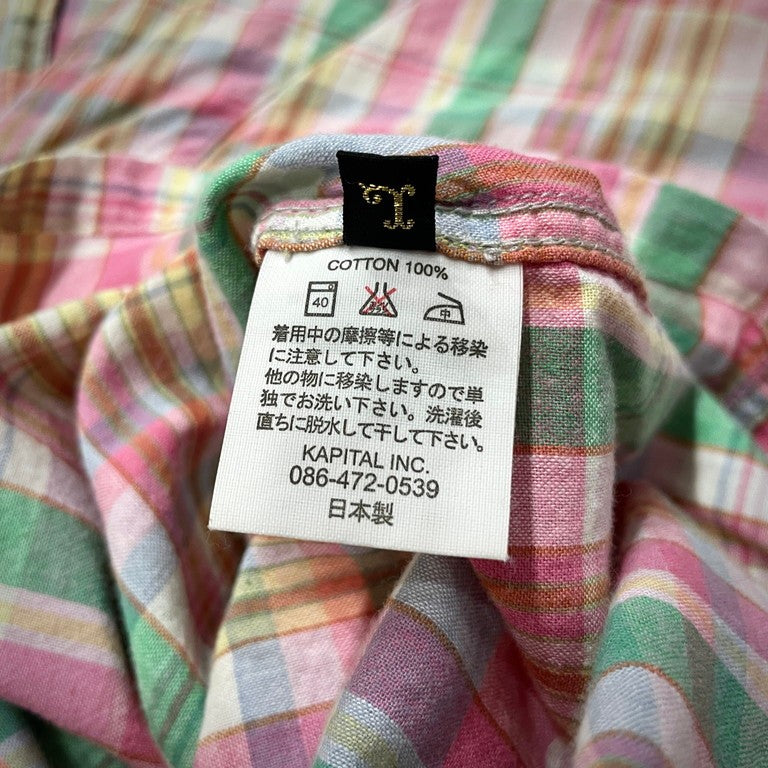 L
COTTON 100%
40 中
着用中の摩擦等による移染
に注意して下さい。
他の物に移染しますので単
独でお洗い下さい。洗濯後
直ちに脱水して干して下さい。
KAPITAL INC.
086-472-0539
日本製